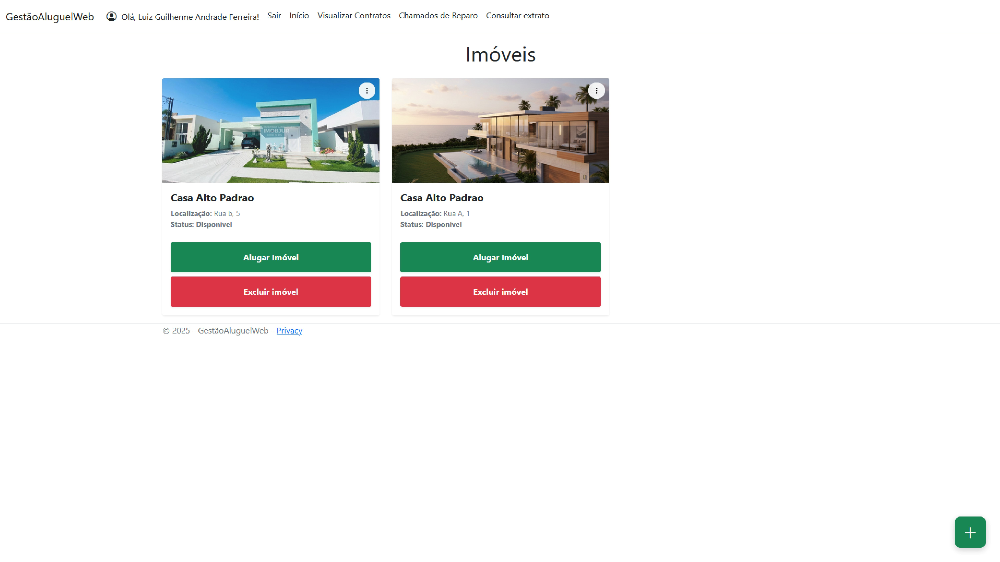 GestãoAluguelWeb Olá, Luiz Guilherme Andrade Ferreira! Sair Início Visualizar Contratos Chamados de Reparo Consultar extrato
Imóveis
IMOBJUR
Casa Alto Padrao
Localização: Rua b, 5
Status: Disponível
Alugar Imóvel
Excluir imóvel
Casa Alto Padrao
Localização: Rua A, 1
Status: Disponível
Alugar Imóvel
Excluir imóvel
© 2025 - GestãoAluguelWeb - Privacy